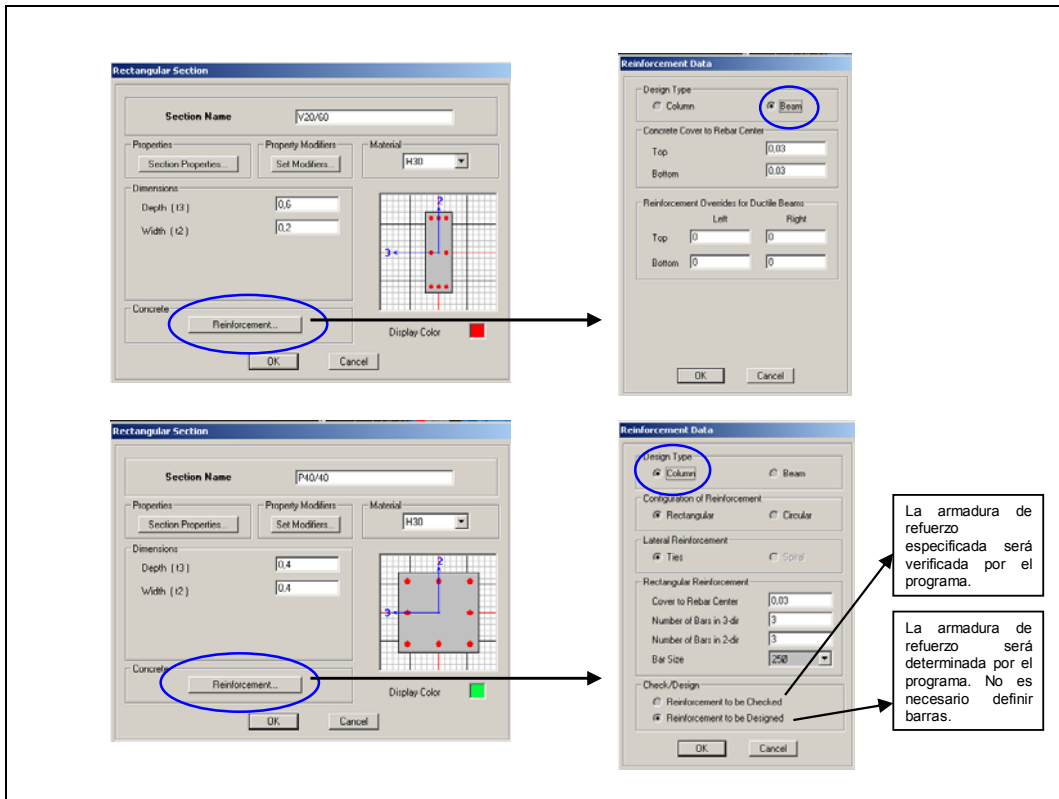 Rectangular Section
Section Name
V20/60
Properties
Section Properties...
Property Modifiers
Set Modifiers...
Material
H30
Dimensions
Depth (t3)
0,6
Width (t2)
0,2
2
3
Concrete
Reinforcement...
Display Color
OK
Cancel
Reinforcement Data
Design Type
Column
Beam
Concrete Cover to Rebar Center
Top
0,03
Bottom
0,03
Reinforcement Overrides for Ductile Beams
Left
Right
Top
0
0
Bottom
0
0
OK
Cancel
Rectangular Section
Section Name
P40/40
Properties
Section Properties...
Property Modifiers
Set Modifiers...
Material
H30
Dimensions
Depth (t3)
0,4
Width (t2)
0,4
2
3
Concrete
Reinforcement...
Display Color
OK
Cancel
Reinforcement Data
Design Type
Column
Beam
Configuration of Reinforcement
Rectangular
Circular
Lateral Reinforcement
Ties
Spiral
Rectangular Reinforcement
Cover to Rebar Center
0,03
Number of Bars in 3-dir
3
Number of Bars in 2-dir
3
Bar Size
250
Check/Design
Reinforcement to be Checked
Reinforcement to be Designed
OK
Cancel
La armadura de
refuerzo
especificada será
verificada por el
programa.
La armadura de
refuerzo será
determinada por el
programa. No es
necesario definir
barras.